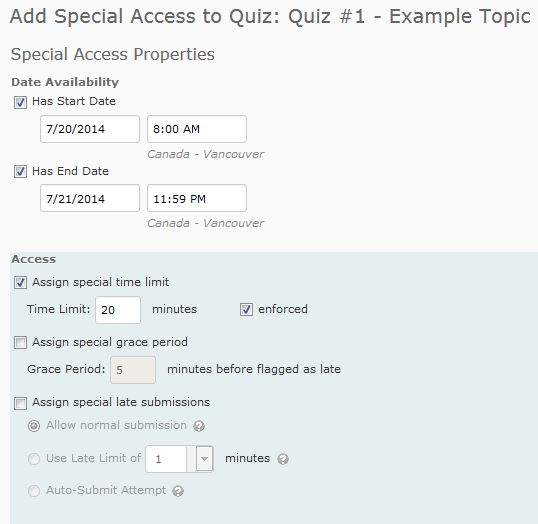 Add Special Access to Quiz: Quiz #1 - Example Topic
Special Access Properties
Date Availability
Has Start Date
7/20/2014 8:00 AM
Canada - Vancouver
Has End Date
7/21/2014 11:59 PM
Canada - Vancouver
Access
Assign special time limit
Time Limit: 20 minutes enforced
Assign special grace period
Grace Period: 5 minutes before flagged as late
Assign special late submissions
Allow normal submission ?
Use Late Limit of 1 minutes ?
Auto-Submit Attempt ?